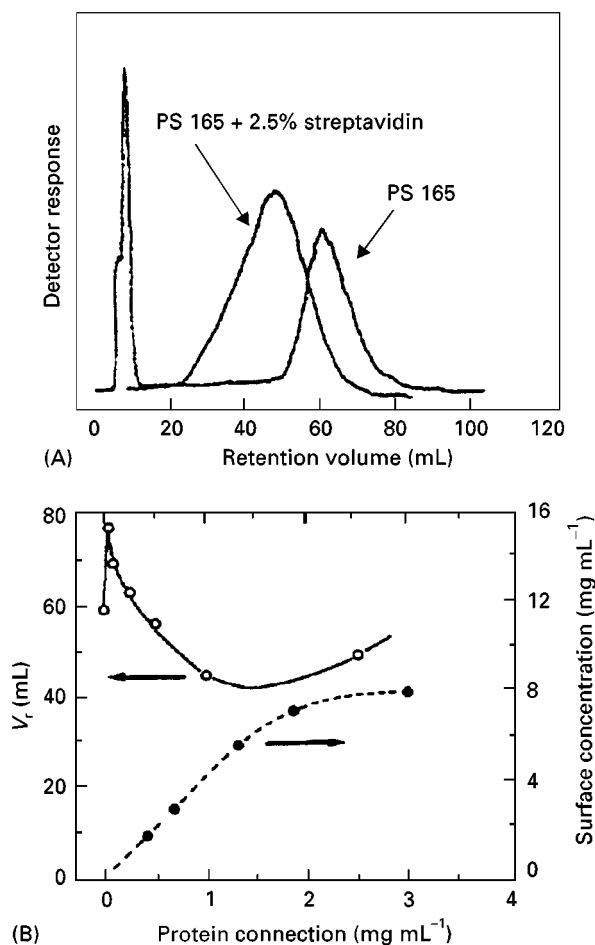 Detector response
PS 165 + 2.5% streptavidin
PS 165
0 20 40 60 80 100 120
(A) Retention volume (mL)
80
60
40
20
0
Vr (mL)
16
12
8
4
0
Surface concentration (mg mL⁻¹)
0 1 2 3 4
(B) Protein connection (mg mL⁻¹)